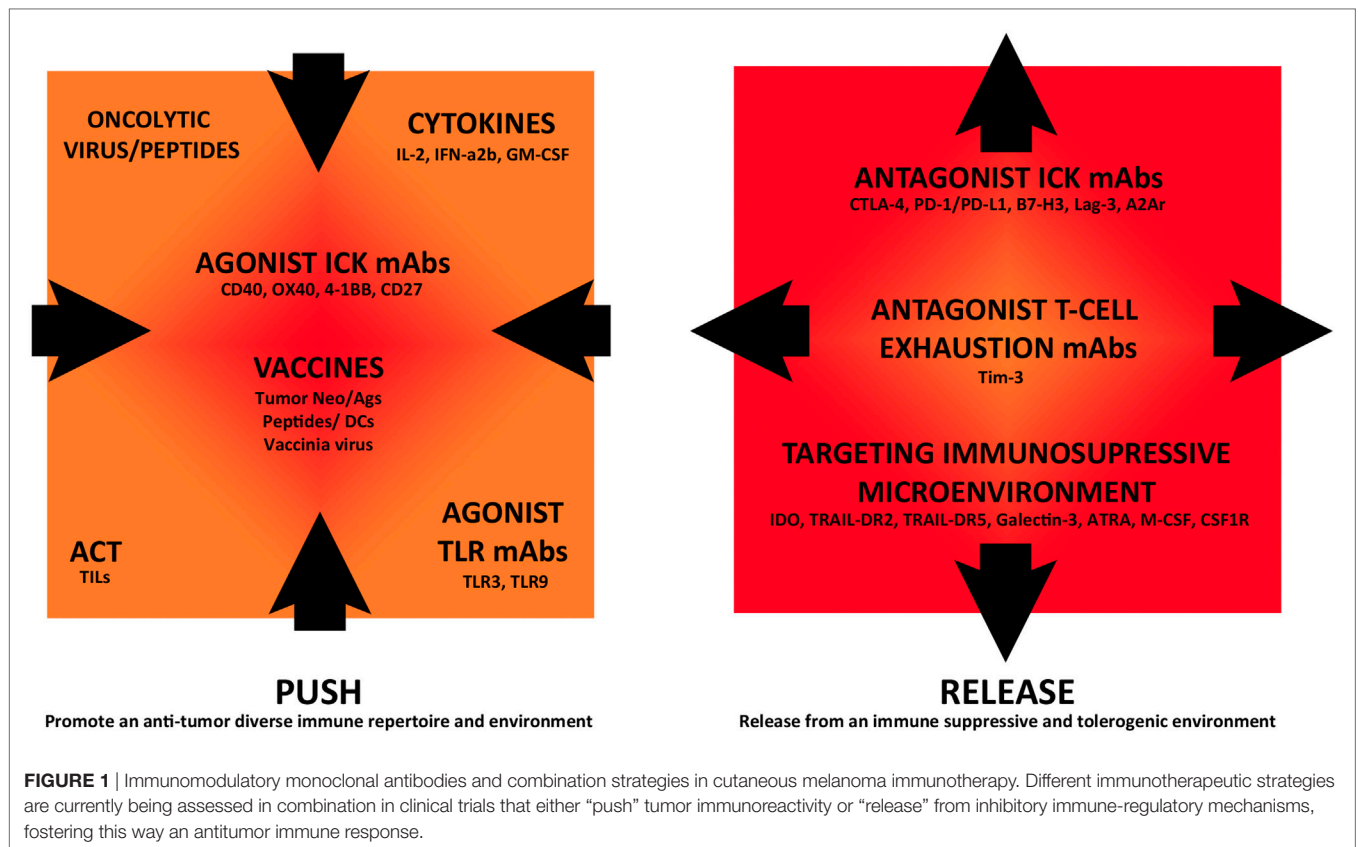 ONCOLYTIC
VIRUS/PEPTIDES
CYTOKINES
IL-2, IFN-a2b, GM-CSF
AGONIST ICK mAbs
CD40, OX40, 4-1BB, CD27
VACCINES
Tumor Neo/Ags
Peptides/ DCs
Vaccinia virus
ACT
TILs
AGONIST
TLR mAbs
TLR3, TLR9
PUSH
Promote an anti-tumor diverse immune repertoire and environment
ANTAGONIST ICK mAbs
CTLA-4, PD-1/PD-L1, B7-H3, Lag-3, A2Ar
ANTAGONIST T-CELL
EXHAUSTION mAbs
Tim-3
TARGETING IMMUNOSUPRESSIVE
MICROENVIRONMENT
IDO, TRAIL-DR2, TRAIL-DR5, Galectin-3, ATRA, M-CSF, CSF1R
RELEASE
Release from an immune suppressive and tolerogenic environment
FIGURE 1 | Immunomodulatory monoclonal antibodies and combination strategies in cutaneous melanoma immunotherapy. Different immunotherapeutic strategies
are currently being assessed in combination in clinical trials that either “push” tumor immunoreactivity or “release” from inhibitory immune-regulatory mechanisms,
fostering this way an antitumor immune response.